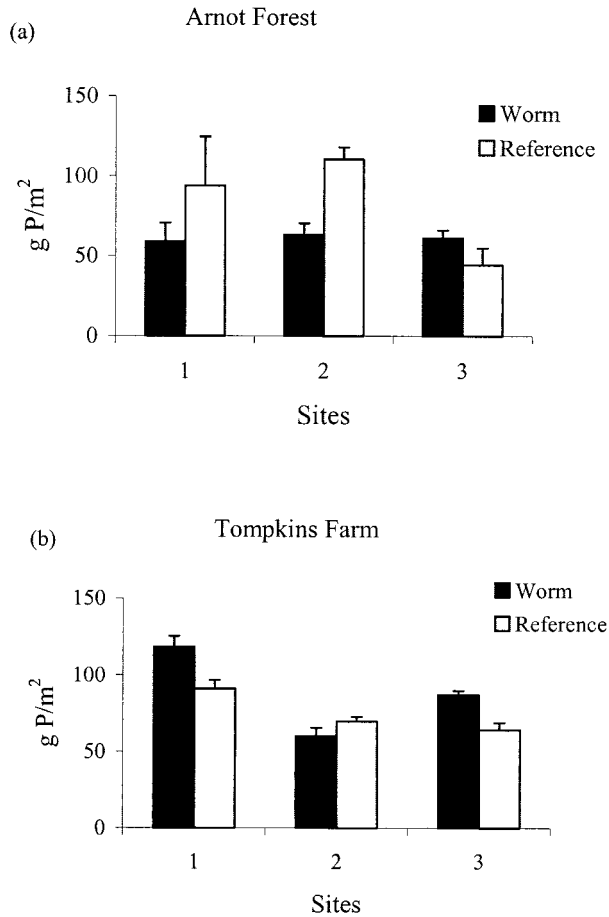 (a)
Arnot Forest
150
100
50
0
g P/m²
Worm
Reference
1 2 3
Sites
(b)
Tompkins Farm
150
100
50
0
g P/m²
Worm
Reference
1 2 3
Sites